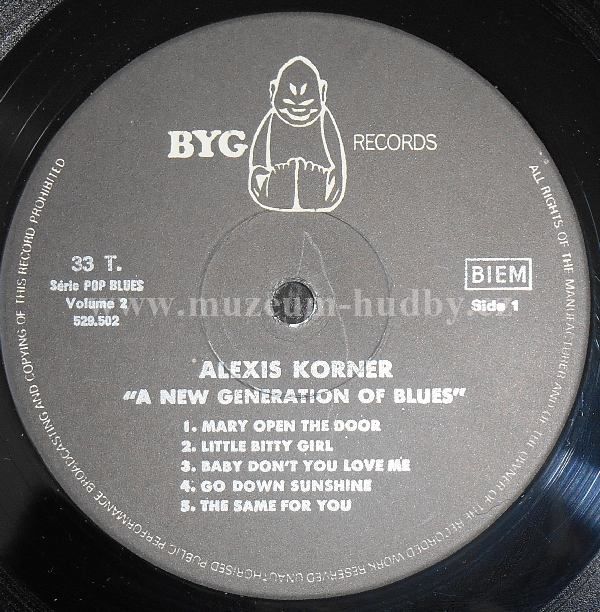 BYG RECORDS
33 T.
Série POP BLUES
Volume 2
529.502
BIEM
Side 1
www.muzeum-hudby.cz
ALEXIS KORNER
"A NEW GENERATION OF BLUES"
1. MARY OPEN THE DOOR
2. LITTLE BITTY GIRL
3. BABY DON'T YOU LOVE ME
4. GO DOWN SUNSHINE
5. THE SAME FOR YOU
ALL RIGHTS OF THE MANUFACTURER AND OF THE OWNER OF THE RECORDED WORK RESERVED UNAUTHORISED PUBLIC PERFORMANCE BROADCASTING AND COPYING OF THIS RECORD PROHIBITED